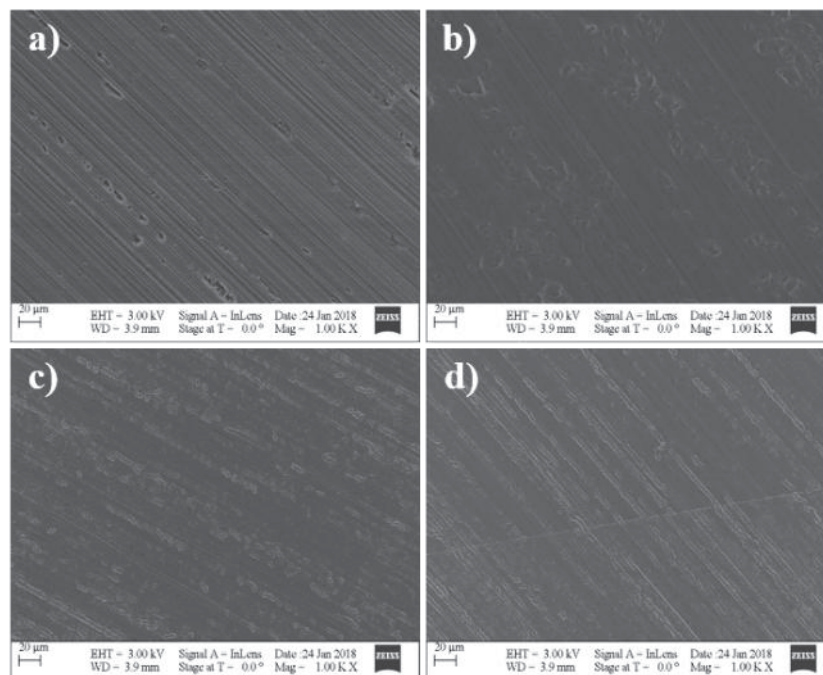 a)
b)
20 µm
EHT = 3.00 kV Signal A = InLens Date :24 Jan 2018
WD = 3.9 mm Stage at T = 0.0 ° Mag = 1.00 K X
ZEISS
20 µm
EHT = 3.00 kV Signal A = InLens Date :24 Jan 2018
WD = 3.9 mm Stage at T = 0.0 ° Mag = 1.00 K X
ZEISS
c)
d)
20 µm
EHT = 3.00 kV Signal A = InLens Date :24 Jan 2018
WD = 3.9 mm Stage at T = 0.0 ° Mag = 1.00 K X
ZEISS
20 µm
EHT = 3.00 kV Signal A = InLens Date :24 Jan 2018
WD = 3.9 mm Stage at T = 0.0 ° Mag = 1.00 K X
ZEISS